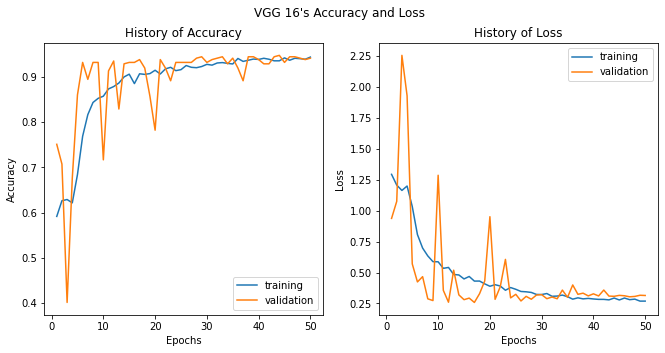 VGG 16's Accuracy and Loss
History of Accuracy
Accuracy
0.9
0.8
0.7
0.6
0.5
0.4
0
10
20
30
40
50
Epochs
training
validation
History of Loss
Loss
2.25
2.00
1.75
1.50
1.25
1.00
0.75
0.50
0.25
0
10
20
30
40
50
Epochs
training
validation